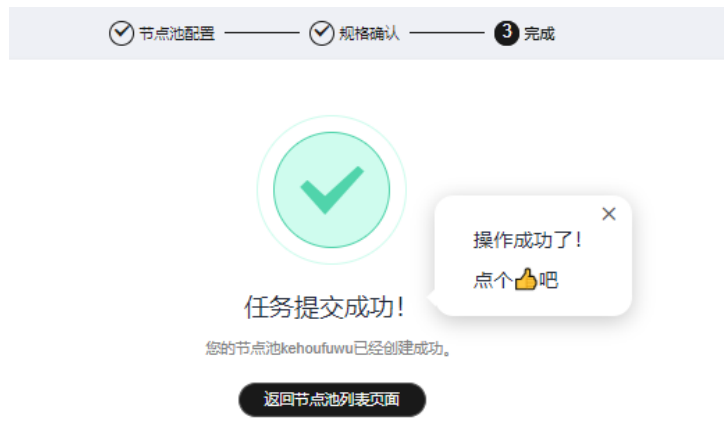 节点池配置 规格确认 3 完成
操作成功了!
点个👍吧
任务提交成功!
您的节点池kehoufuwu已经创建成功。
返回节点池列表页面